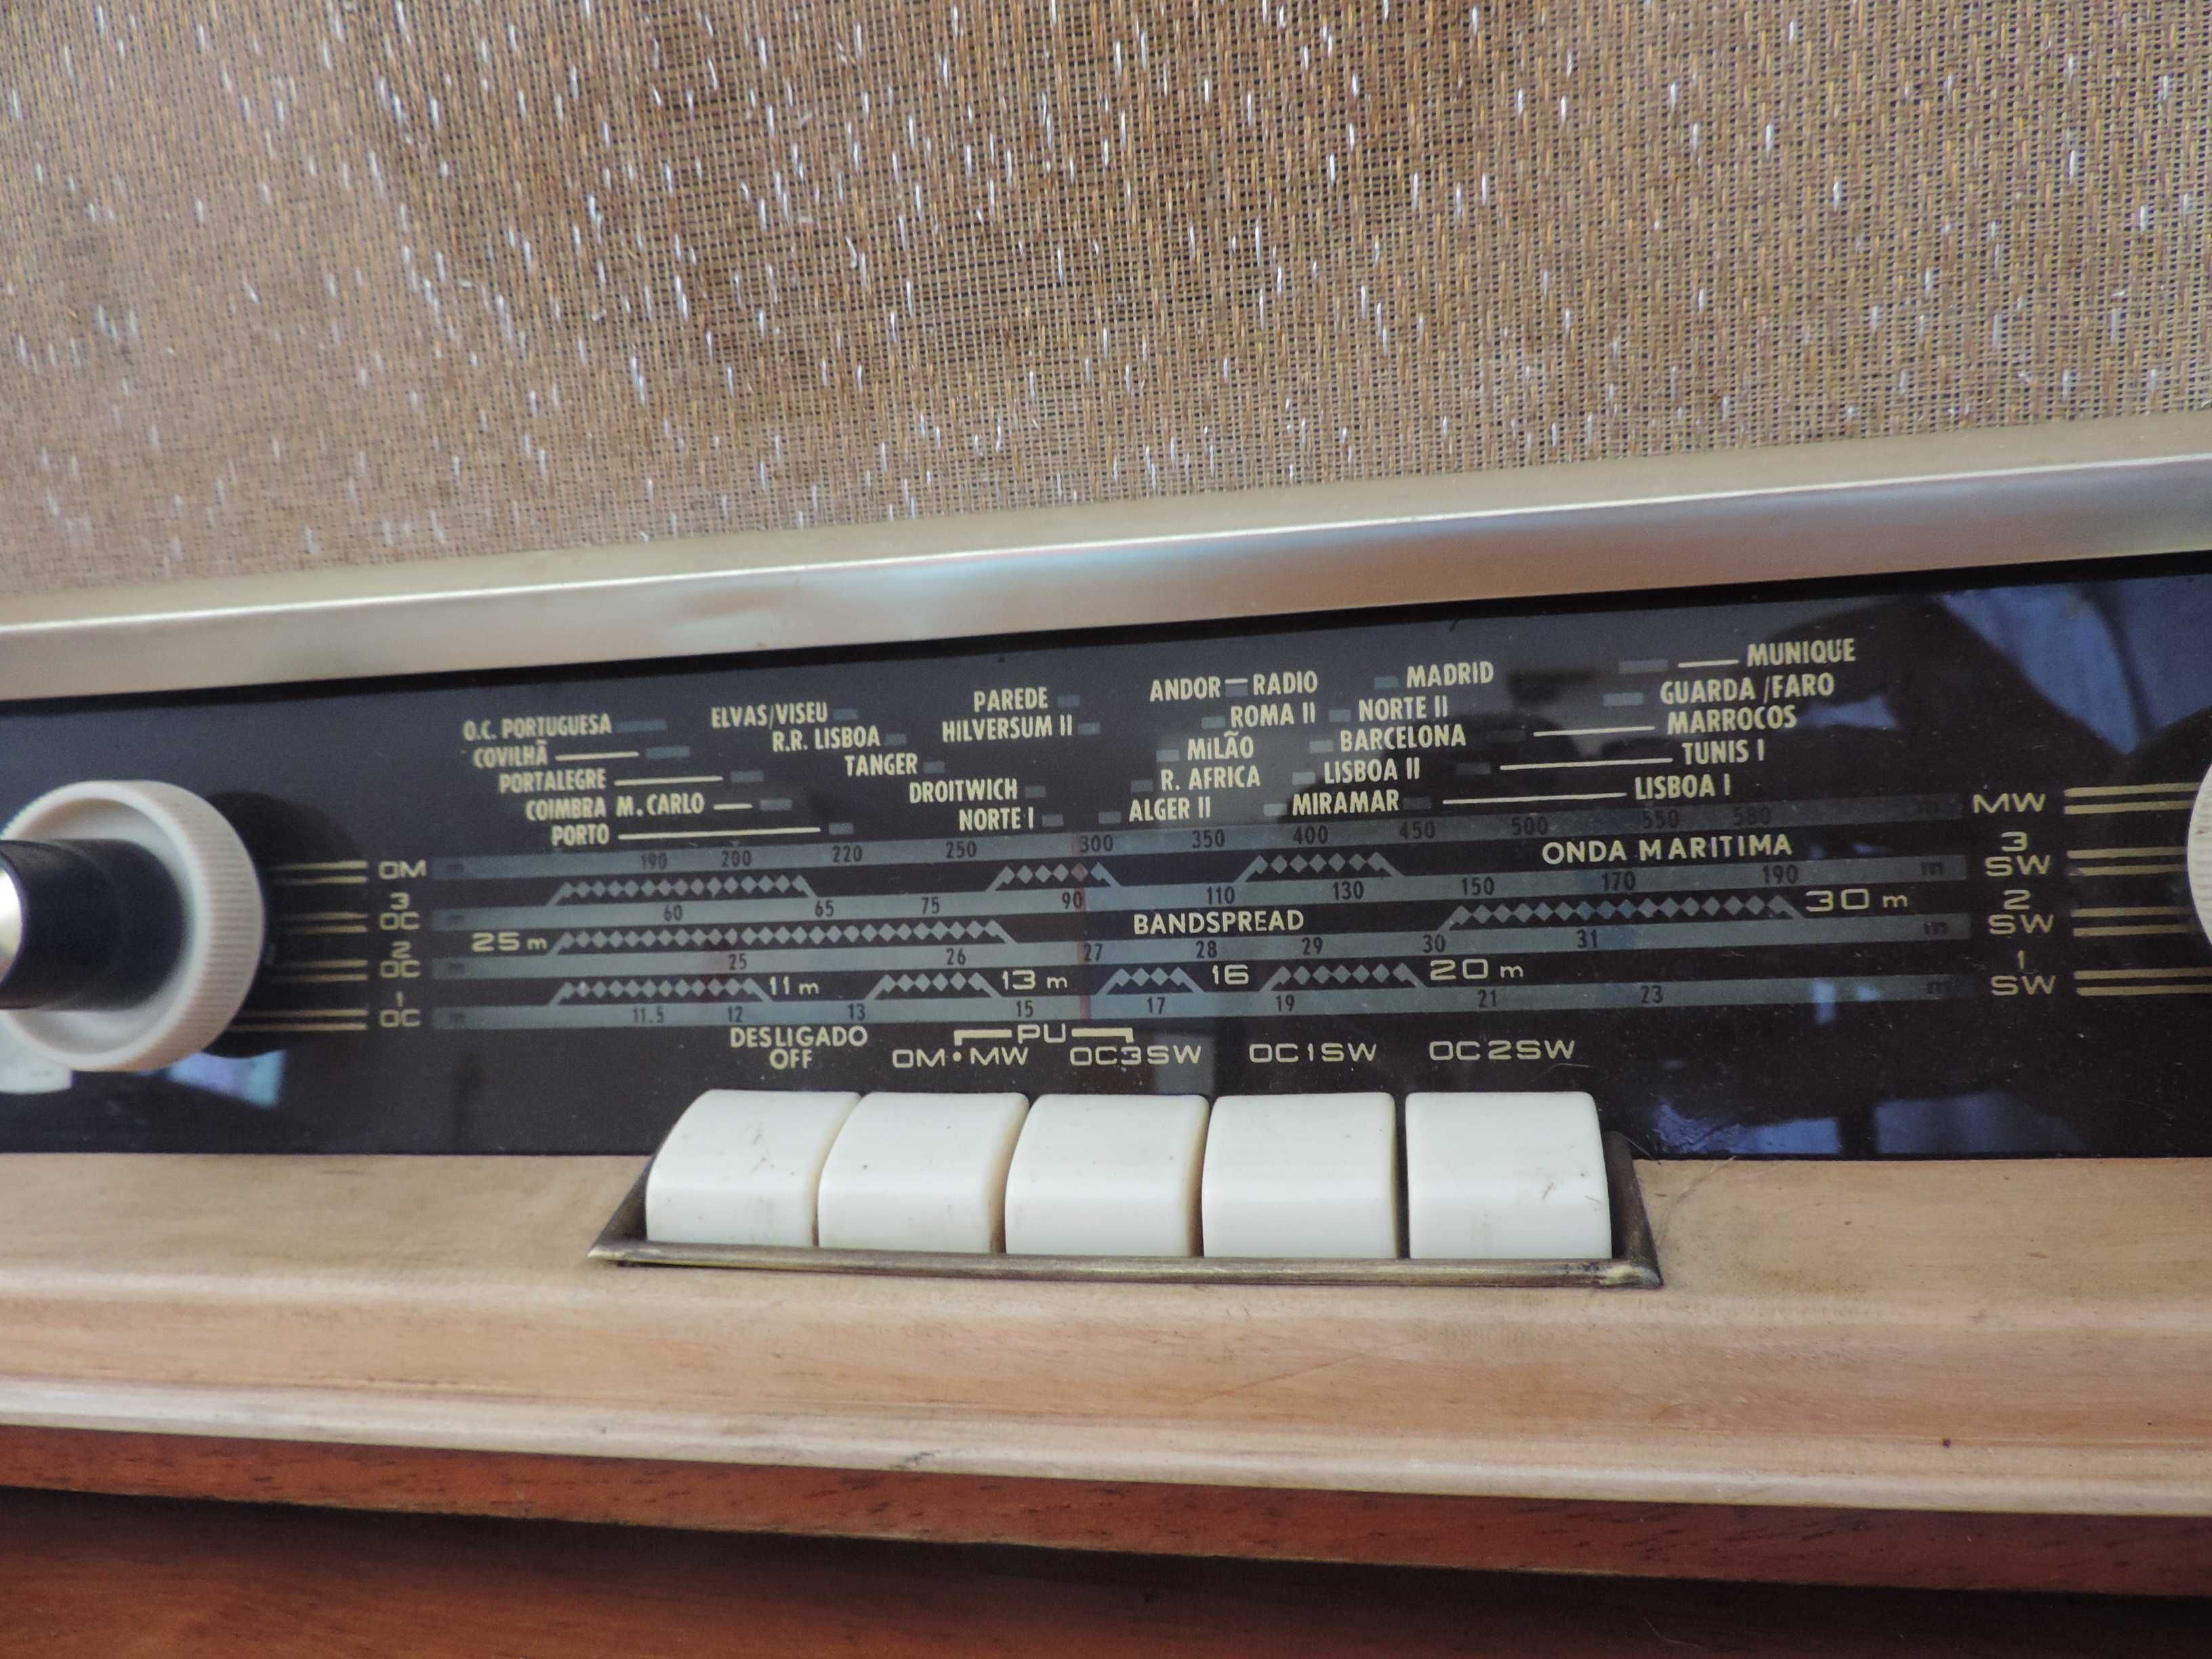 O.C. PORTUGUESA
COVILHÃ
PORTALEGRE
COIMBRA M. CARLO
PORTO
ELVAS/VISEU
R.R. LISBOA
TANGER
DROITWICH
NORTE I
PAREDE
HILVERSUM II
ANDOR — RADIO
ROMA II
MILÃO
R. AFRICA
ALGER II
MADRID
NORTE II
BARCELONA
LISBOA II
MIRAMAR
MUNIQUE
GUARDA /FARO
MARROCOS
TUNIS I
LISBOA I
OM m 190 200 220 250 300 350 400 450 500 550 580 m MW
ONDA MARITIMA
3 OC m 60 65 75 90 110 130 150 170 190 m 3 SW
25 m BANDSPREAD 30 m
2 OC m 25 26 27 28 29 30 31 m 2 SW
11 m 13 m 16 20 m
1 OC m 11.5 12 13 15 17 19 21 23 m 1 SW
DESLIGADO
OFF
PU
OM • MW OC3SW OC1SW OC2SW